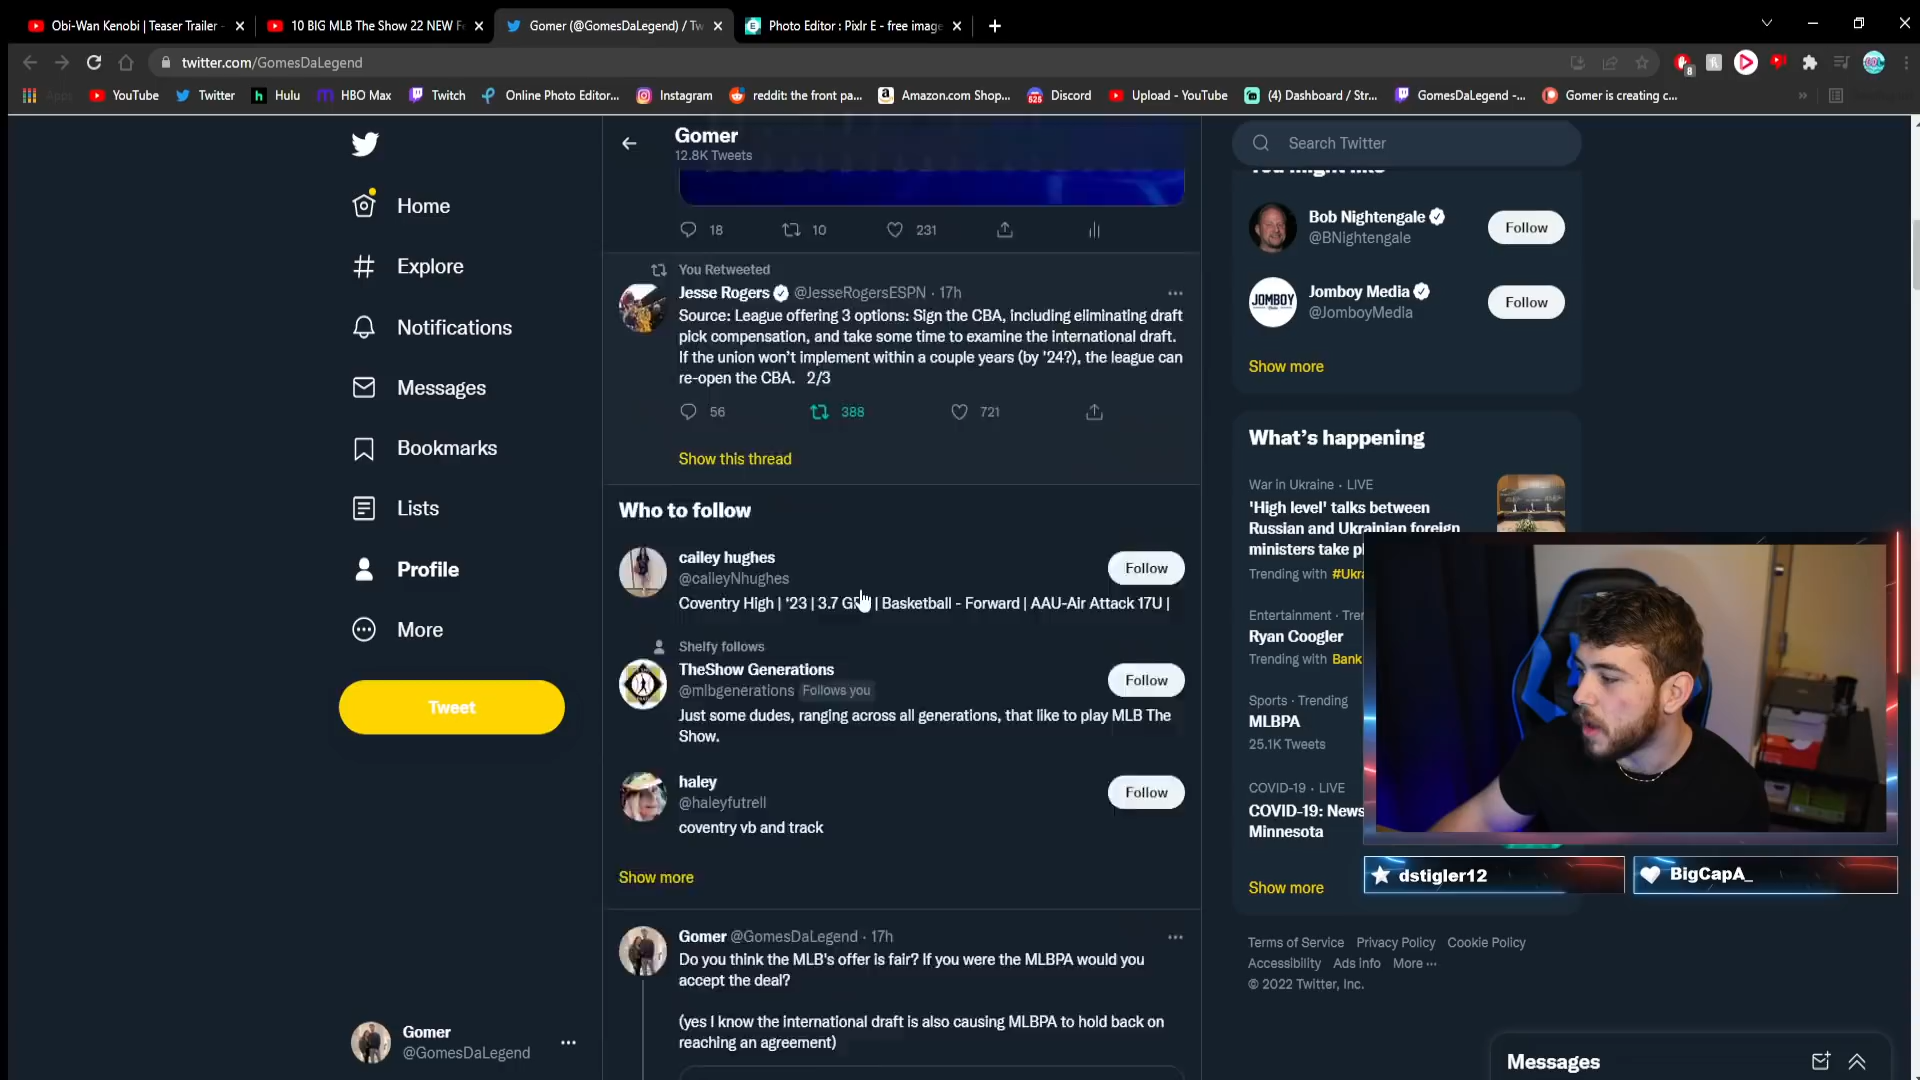 Obi-Wan Kenobi | Teaser Trailer -
10 BIG MLB The Show 22 NEW Fe
Gomer (@GomesDaLegend) / Tw
Photo Editor : Pixlr E - free image
twitter.com/GomesDaLegend
8
Apps
YouTube
Twitter
Hulu
HBO Max
Twitch
Online Photo Editor...
Instagram
reddit: the front pa...
Amazon.com Shop...
Discord
Upload - YouTube
(4) Dashboard / Str...
GomesDaLegend -...
Gomer is creating c...
Home
Explore
Notifications
Messages
Bookmarks
Lists
Profile
More
Tweet
Gomer
@GomesDaLegend
Gomer
12.8K Tweets
18 10 231
You Retweeted
Jesse Rogers @JesseRogersESPN · 17h
Source: League offering 3 options: Sign the CBA, including eliminating draft
pick compensation, and take some time to examine the international draft.
If the union won't implement within a couple years (by '24?), the league can
re-open the CBA. 2/3
56 388 721
Show this thread
Who to follow
cailey hughes
@caileyNhughes
Follow
Coventry High | '23 | 3.7 | Basketball - Forward | AAU-Air Attack 17U |
Shelfy follows
TheShow Generations
@mlbgenerations Follows you
Follow
Just some dudes, ranging across all generations, that like to play MLB The
Show.
haley
@haleyfutrell
Follow
coventry vb and track
Show more
Gomer @GomesDaLegend · 17h
Do you think the MLB's offer is fair? If you were the MLBPA would you
accept the deal?
(yes I know the international draft is also causing MLBPA to hold back on
reaching an agreement)
Search Twitter
You might like
Bob Nightengale
@BNightengale
Follow
JOMBOY
Jomboy Media
@JomboyMedia
Follow
Show more
What's happening
War in Ukraine · LIVE
'High level' talks between
Russian and Ukrainian foreign
ministers take pl
Trending with #Ukra
Entertainment · Tre
Ryan Coogler
Trending with Bank
Sports · Trending
MLBPA
25.1K Tweets
COVID-19 · LIVE
COVID-19: News
Minnesota
Show more
dstigler12
BigCapA_
Terms of Service Privacy Policy Cookie Policy
Accessibility Ads info More ···
© 2022 Twitter, Inc.
Messages